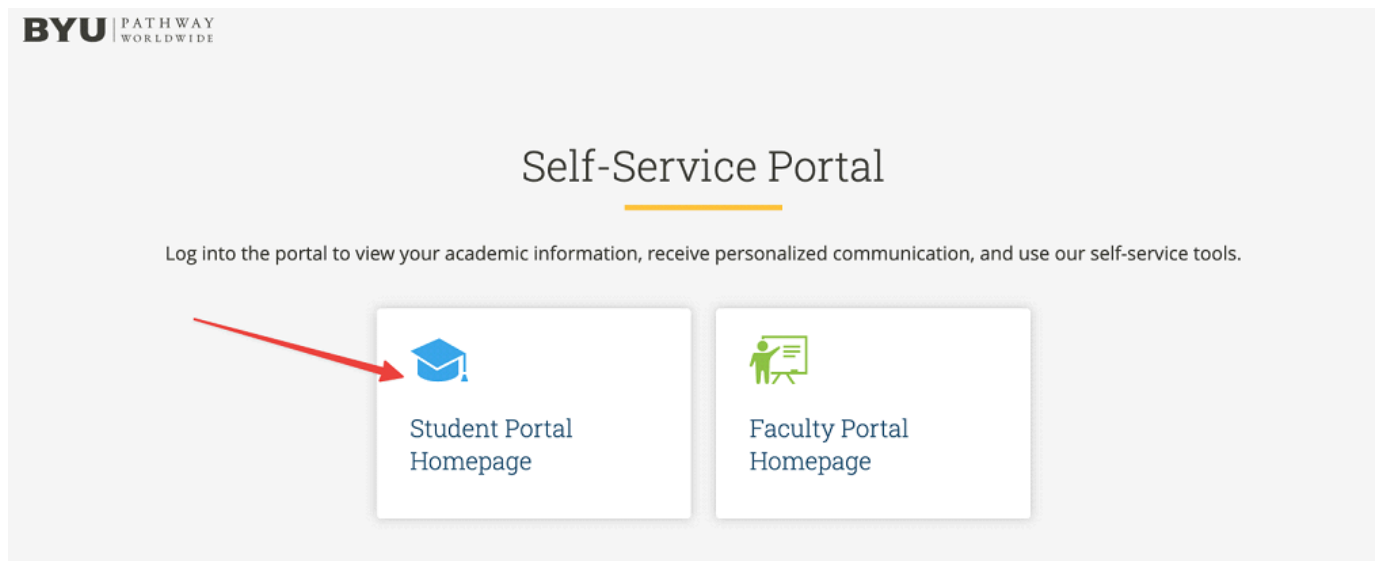 BYU PATHWAY
WORLDWIDE
Self-Service Portal
Log into the portal to view your academic information, receive personalized communication, and use our self-service tools.
Student Portal
Homepage
Faculty Portal
Homepage